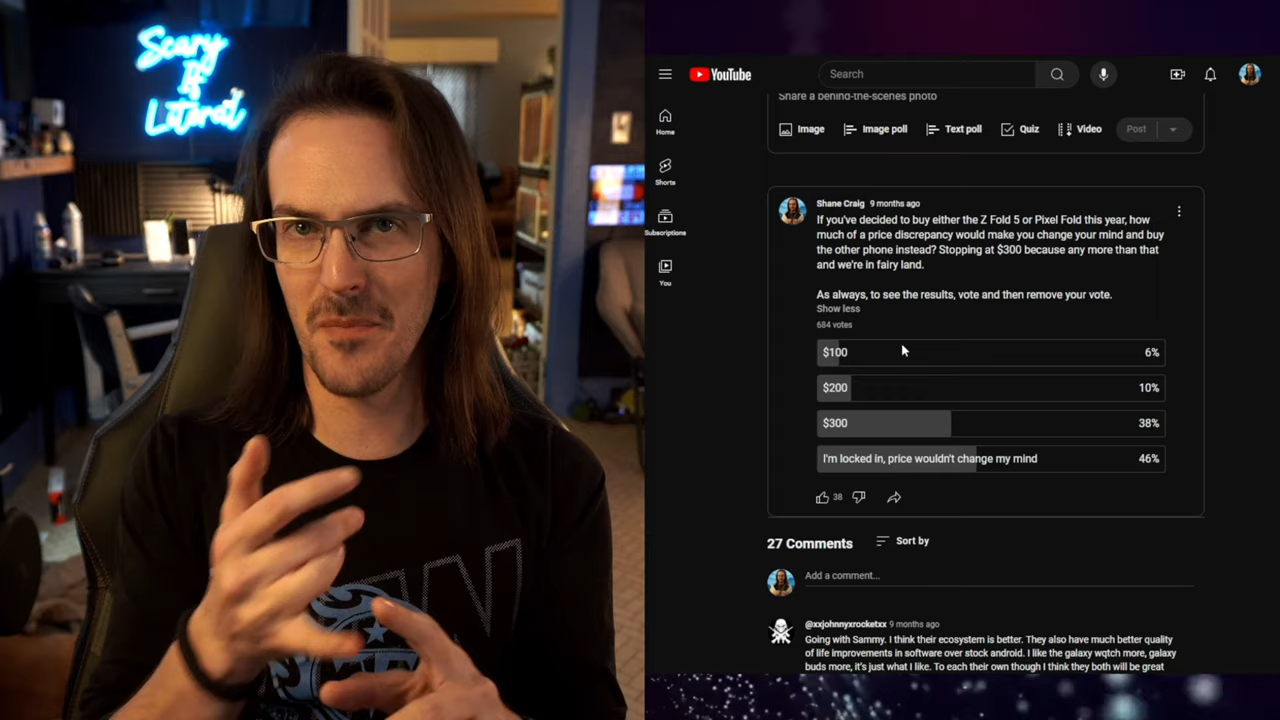 Scary
If
Literal
YouTube
Search
Home
Shorts
Subscriptions
You
Share a behind-the-scenes photo
Image
Image poll
Text poll
Quiz
Video
Post
Shane Craig 9 months ago
If you've decided to buy either the Z Fold 5 or Pixel Fold this year, how
much of a price discrepancy would make you change your mind and buy
the other phone instead? Stopping at $300 because any more than that
and we're in fairy land.
As always, to see the results, vote and then remove your vote.
Show less
684 votes
$100 6%
$200 10%
$300 38%
I'm locked in, price wouldn't change my mind 46%
38
27 Comments
Sort by
Add a comment...
@xxjohnnyxrocketxx 9 months ago
Going with Sammy. I think their ecosystem is better. They also have much better quality
of life improvements in software over stock android. I like the galaxy wqtch more, galaxy
buds more, it's just what I like. To each their own though I think they both will be great